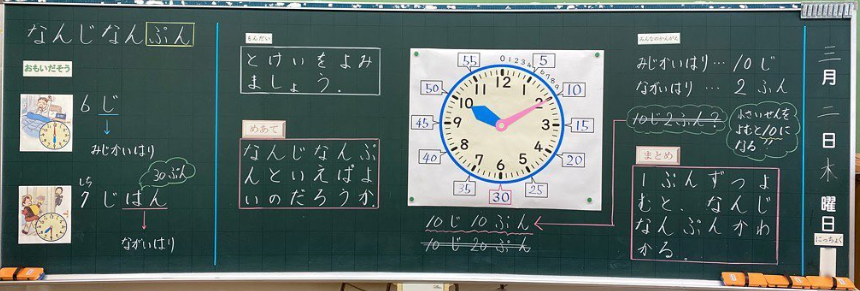 なんじなんぷん
おもいだそう
6じ
みじかいはり
しち
7じはん
30ぷん
ながいはり
もんだい
とけいをよみ
ましょう。
めあて
なんじなんぷ
んといえばよ
いのだろうか。
0 1 2 3 4 5
6 7 8 9 10
15
20
25
30
35
40
45
50
55
12
1
2
3
4
5
6
7
8
9
10
11
10じ10ぷん
10じ20ぷん
みんなのかんがえ
みじかいはり…10じ
ながいはり…2ふん
10じ2ふん?
小さいせんを
よむと10に
なる
まとめ
1ぷんずつよ
むと、なんじ
なんぷんかわ
かる。
三月二日木曜日
にっちょく